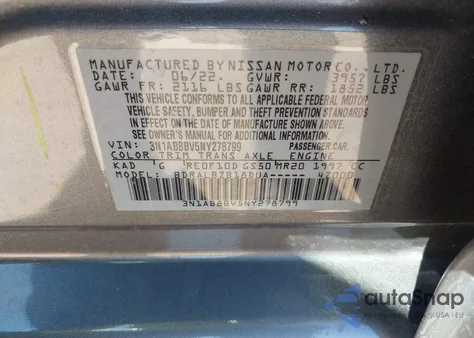 MANUFACTURED BY NISSAN MOTOR CO., LTD.
DATE: 06/22 GVWR: 3957 LBS
GAWR FR: 2116 LBS GAWR RR: 1852 LBS
THIS VEHICLE CONFORMS TO ALL APPLICABLE FEDERAL MOTOR
VEHICLE SAFETY, BUMPER AND THEFT PREVENTION STANDARDS
IN EFFECT ON THE DATE OF MANUFACTURE SHOWN ABOVE.
SEE OWNER'S MANUAL FOR ADDITIONAL INFORMATION.
VIN: 3N1AB8BV5NY278799 PASSENGER CAR
COLOR TRIM TRANS AXLE ENGINE
KAD G RE0F10D GS50 MR20 1997 CC
MODEL: BDRALBZB18DUA----- 4Z000
3N1AB8BV5NY278799
autoSnap